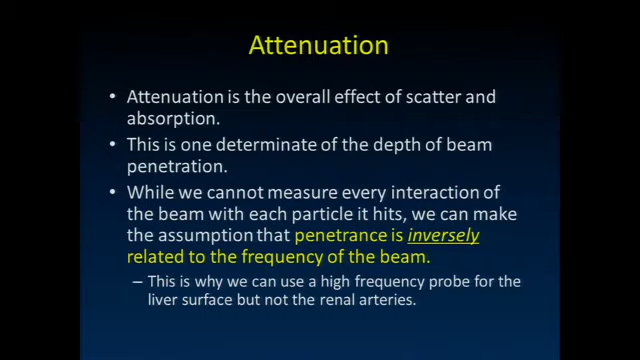 Attenuation
• Attenuation is the overall effect of scatter and
absorption.
• This is one determinate of the depth of beam
penetration.
• While we cannot measure every interaction of
the beam with each particle it hits, we can make
the assumption that penetrance is inversely
related to the frequency of the beam.
– This is why we can use a high frequency probe for the
liver surface but not the renal arteries.